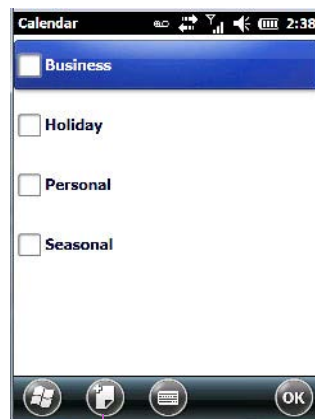 Calendar 2:38
Business
Holiday
Personal
Seasonal
OK